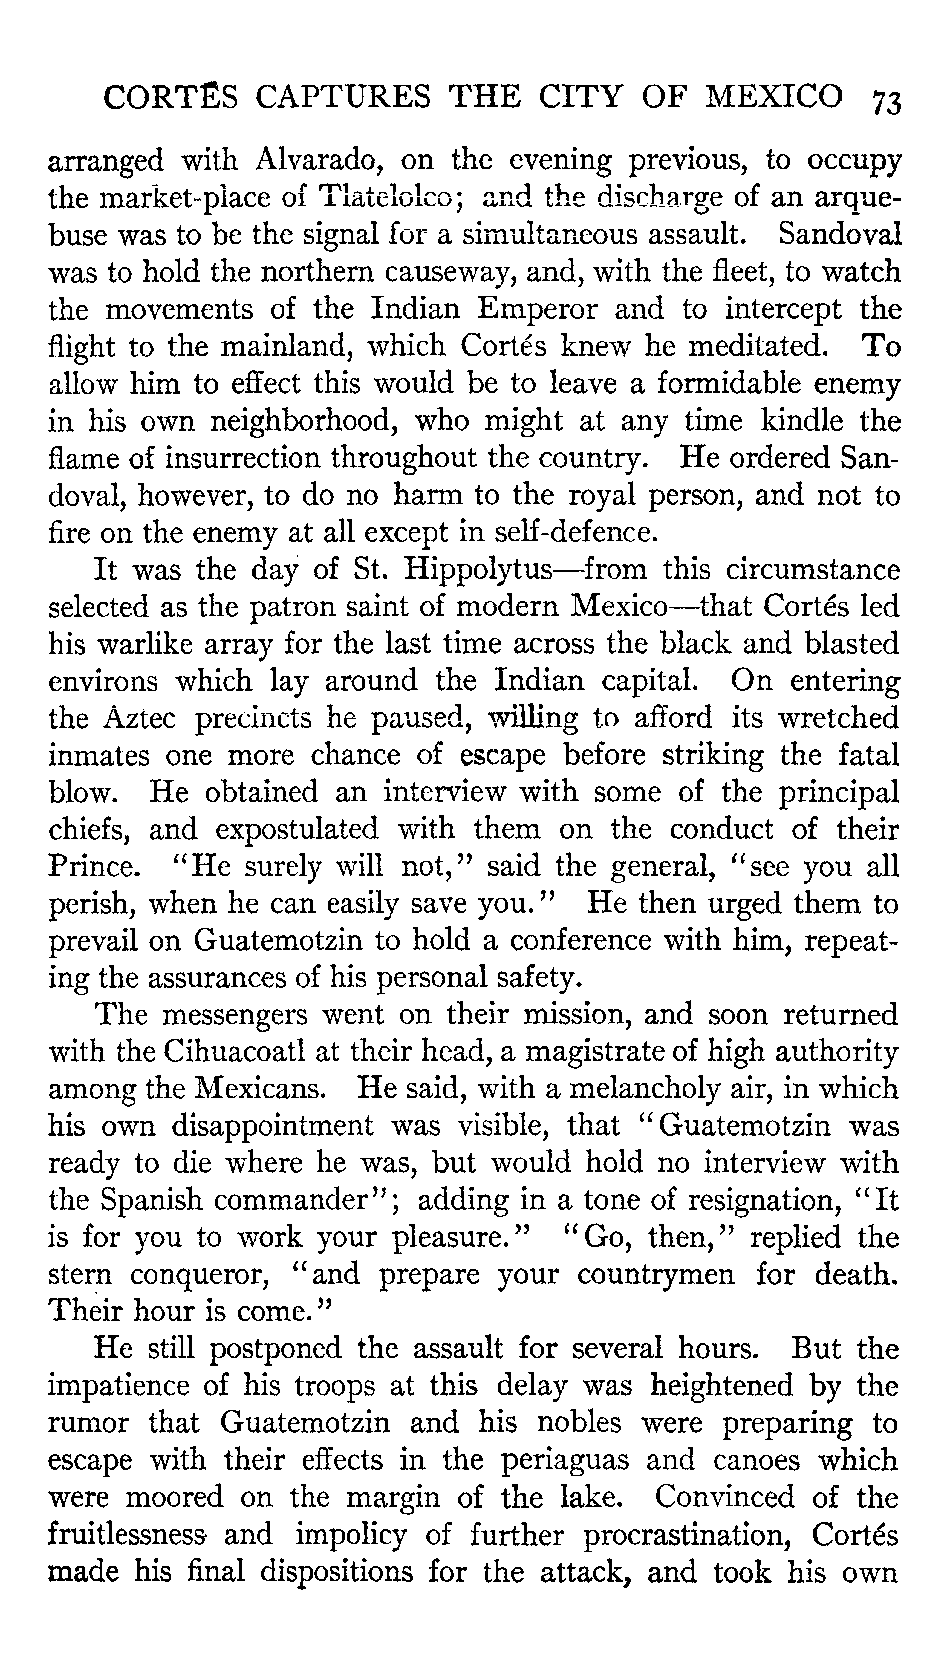 CORTÉS CAPTURES THE CITY OF MEXICO 73
arranged with Alvarado, on the evening previous, to occupy
the market-place of Tlatelolco; and the discharge of an arque-
buse was to be the signal for a simultaneous assault. Sandoval
was to hold the northern causeway, and, with the fleet, to watch
the movements of the Indian Emperor and to intercept the
flight to the mainland, which Cortés knew he meditated. To
allow him to effect this would be to leave a formidable enemy
in his own neighborhood, who might at any time kindle the
flame of insurrection throughout the country. He ordered San-
doval, however, to do no harm to the royal person, and not to
fire on the enemy at all except in self-defence.
It was the day of St. Hippolytus—from this circumstance
selected as the patron saint of modern Mexico—that Cortés led
his warlike array for the last time across the black and blasted
environs which lay around the Indian capital. On entering
the Aztec precincts he paused, willing to afford its wretched
inmates one more chance of escape before striking the fatal
blow. He obtained an interview with some of the principal
chiefs, and expostulated with them on the conduct of their
Prince. "He surely will not," said the general, "see you all
perish, when he can easily save you." He then urged them to
prevail on Guatemotzin to hold a conference with him, repeat-
ing the assurances of his personal safety.
The messengers went on their mission, and soon returned
with the Cihuacoatl at their head, a magistrate of high authority
among the Mexicans. He said, with a melancholy air, in which
his own disappointment was visible, that "Guatemotzin was
ready to die where he was, but would hold no interview with
the Spanish commander"; adding in a tone of resignation, "It
is for you to work your pleasure." "Go, then," replied the
stern conqueror, "and prepare your countrymen for death.
Their hour is come."
He still postponed the assault for several hours. But the
impatience of his troops at this delay was heightened by the
rumor that Guatemotzin and his nobles were preparing to
escape with their effects in the periaguas and canoes which
were moored on the margin of the lake. Convinced of the
fruitlessness and impolicy of further procrastination, Cortés
made his final dispositions for the attack, and took his own